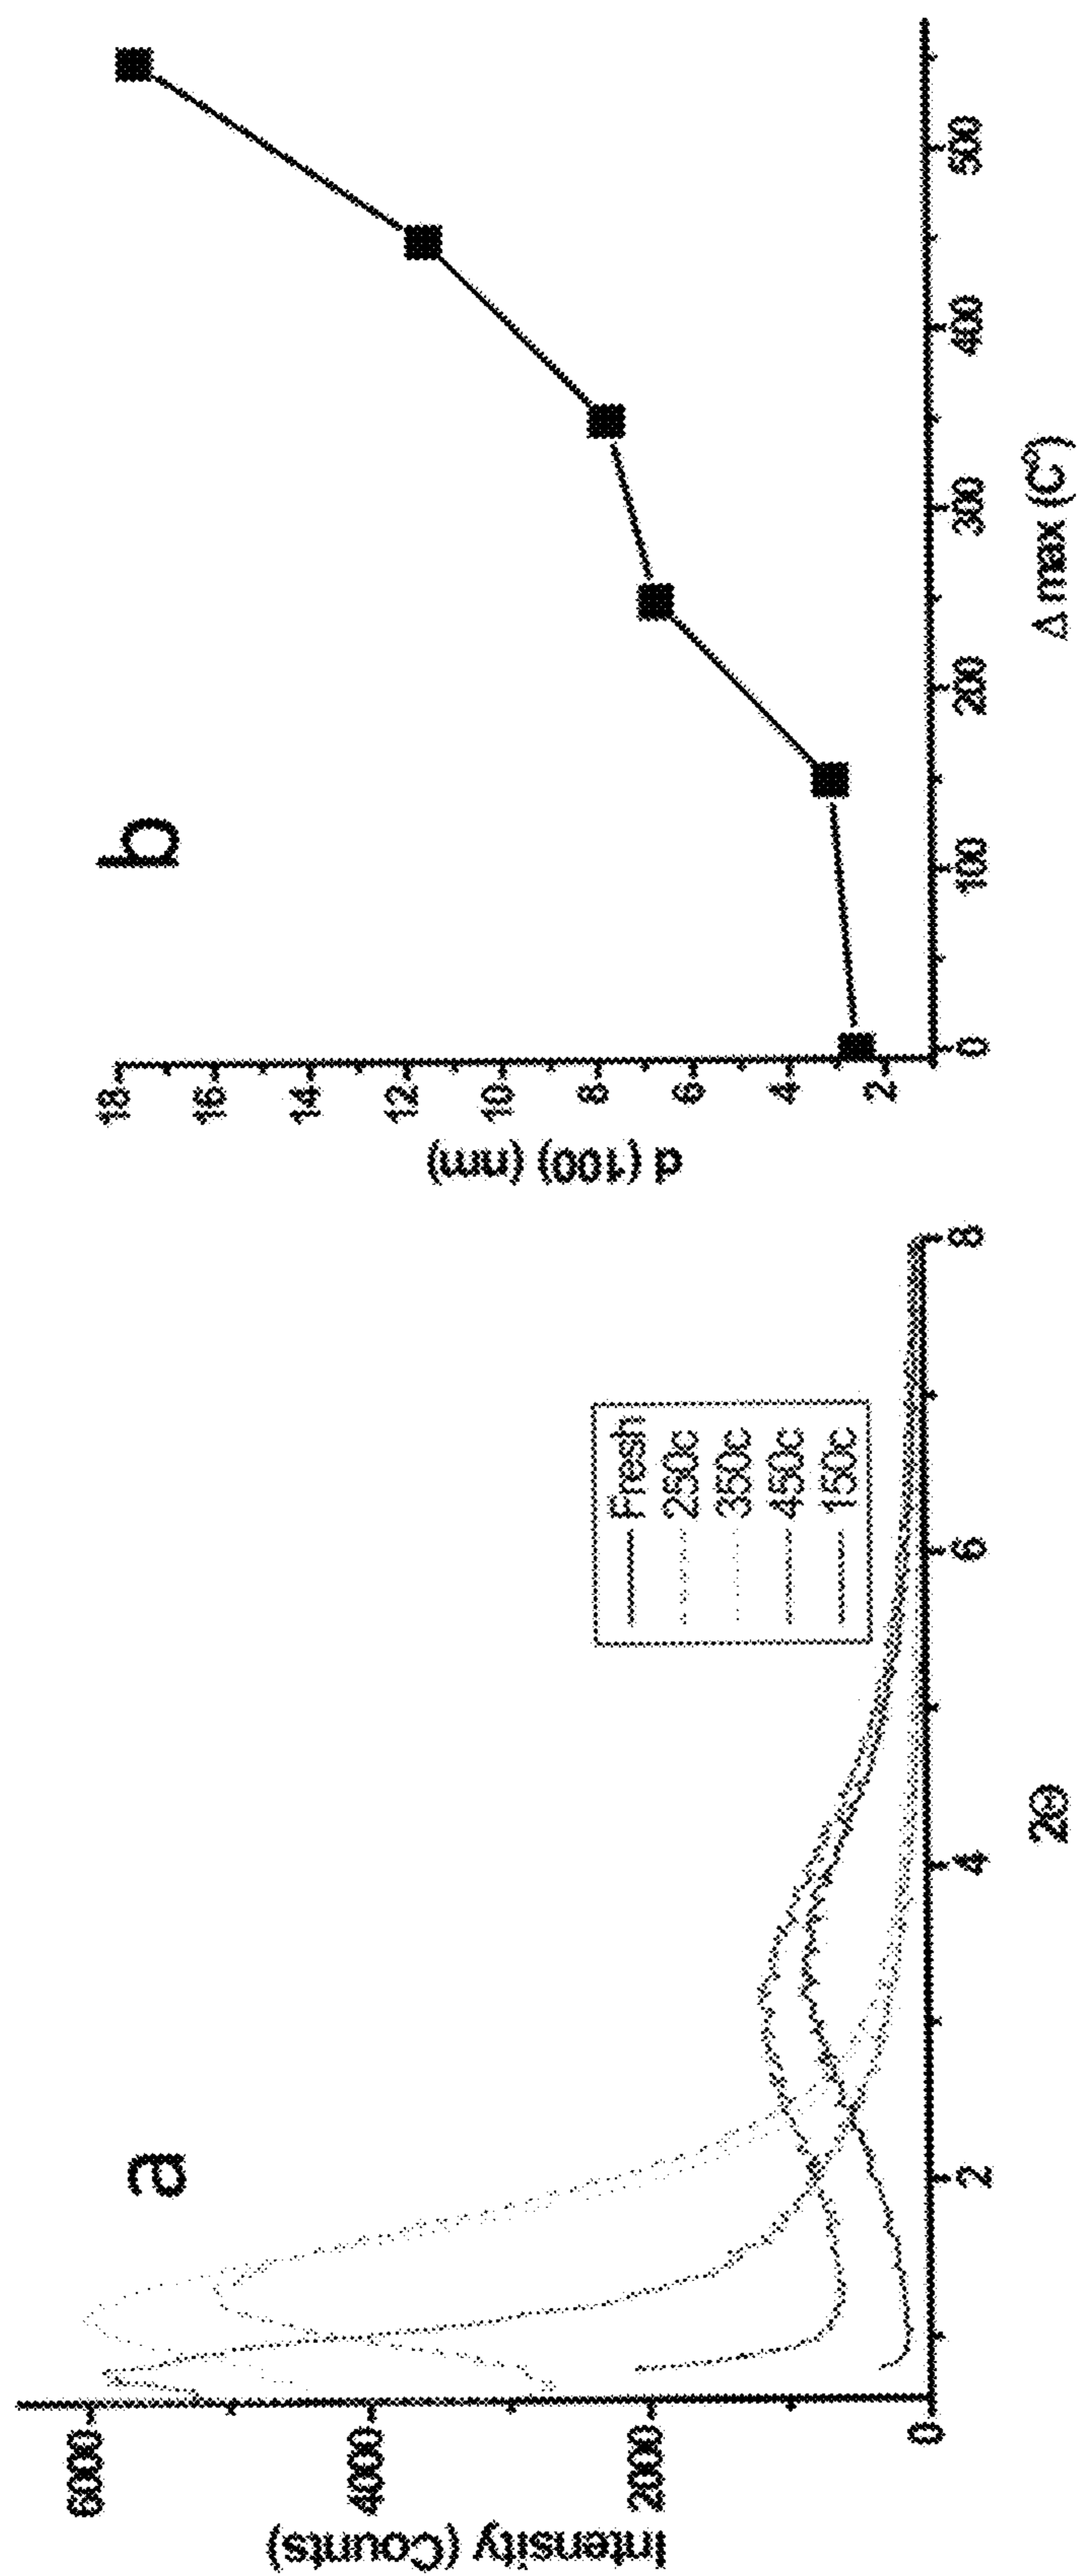 a
Intensity (Counts)
6000
4000
2000
0
2
4
6
8
2Θ
Fresh
250c
350c
450c
150c
b
d (100) (nm)
18
16
14
12
10
8
6
4
2
0
100
200
300
400
500
Δ max (C°)